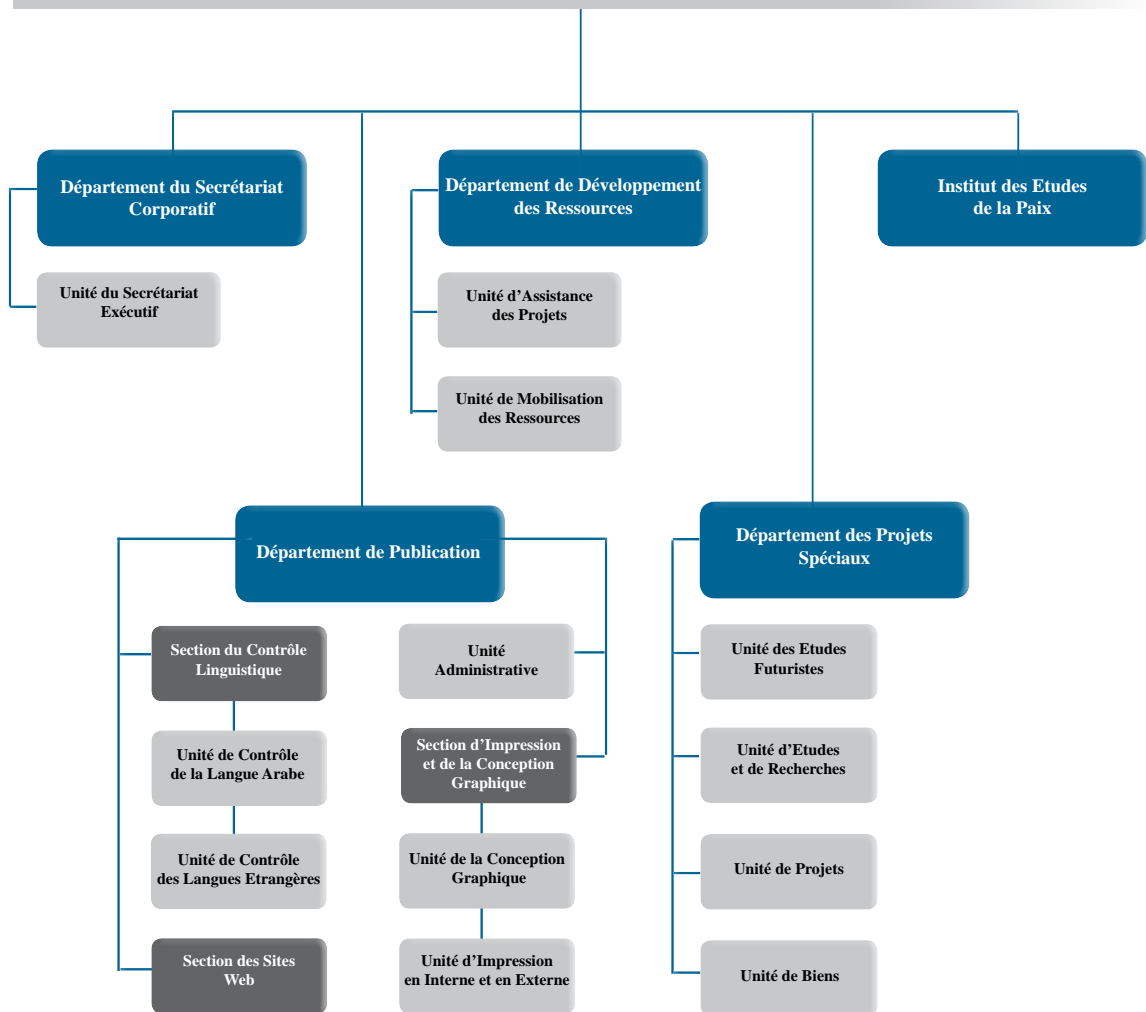 Département du Secrétariat
Corporatif
Unité du Secrétariat
Exécutif
Département de Développement
des Ressources
Unité d’Assistance
des Projets
Unité de Mobilisation
des Ressources
Institut des Etudes
de la Paix
Département de Publication
Section du Contrôle
Linguistique
Unité de Contrôle
de la Langue Arabe
Unité de Contrôle
des Langues Etrangères
Section des Sites
Web
Unité
Administrative
Section d’Impression
et de la Conception
Graphique
Unité de la Conception
Graphique
Unité d’Impression
en Interne et en Externe
Département des Projets
Spéciaux
Unité des Etudes
Futuristes
Unité d’Etudes
et de Recherches
Unité de Projets
Unité de Biens